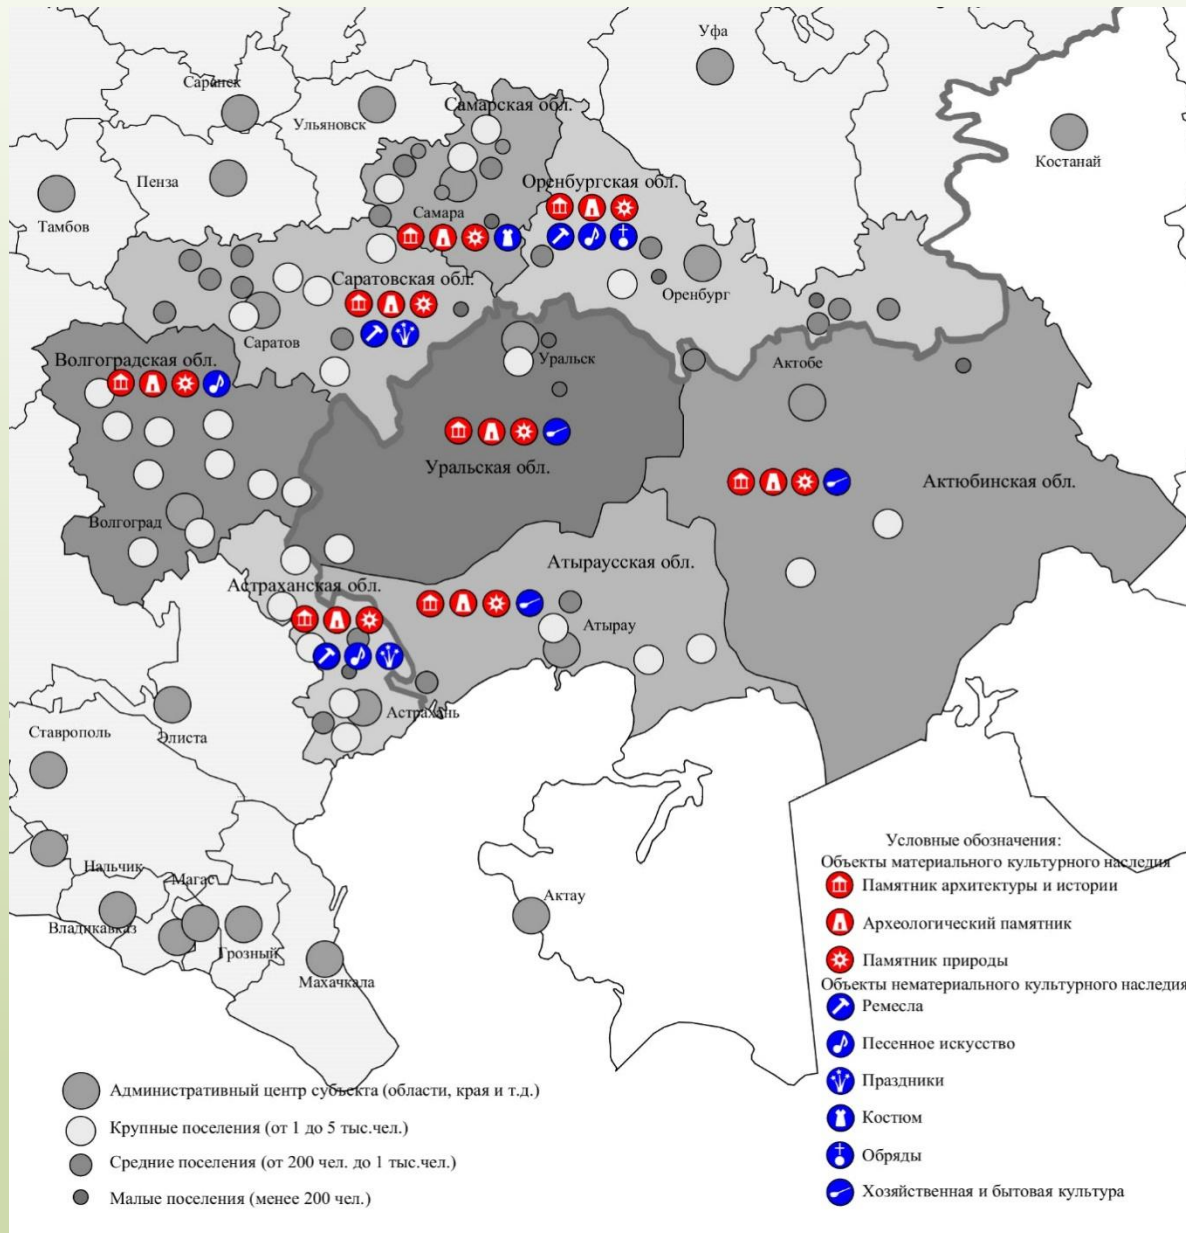 Уфа
Саранск
Самарская обл.
Ульяновск
Костанай
Пенза
Оренбургская обл.
Тамбов
Самара
Саратовская обл.
Оренбург
Саратов
Волгоградская обл.
Уральск
Актобе
Уральская обл.
Актюбинская обл.
Волгоград
Атыраусская обл.
Астраханская обл.
Атырау
Астрахань
Ставрополь
Элиста
Нальчик
Магас
Владикавказ
Грозный
Махачкала
Актау
Условные обозначения:
Объекты материального культурного наследия
Памятник архитектуры и истории
Археологический памятник
Памятник природы
Объекты нематериального культурного наследия
Ремесла
Песенное искусство
Праздники
Костюм
Обряды
Хозяйственная и бытовая культура
Административный центр субъекта (области, края и т.д.)
Крупные поселения (от 1 до 5 тыс.чел.)
Средние поселения (от 200 чел. до 1 тыс.чел.)
Малые поселения (менее 200 чел.)